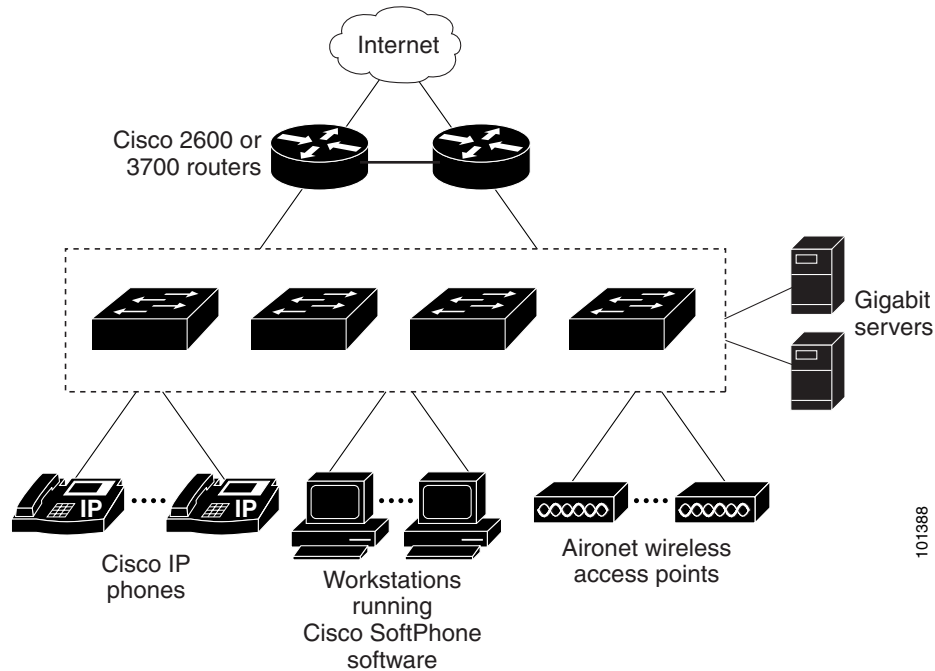 Internet
Cisco 2600 or
3700 routers
Gigabit
servers
IP
IP
Cisco IP
phones
Workstations
running
Cisco SoftPhone
software
Aironet wireless
access points
101388